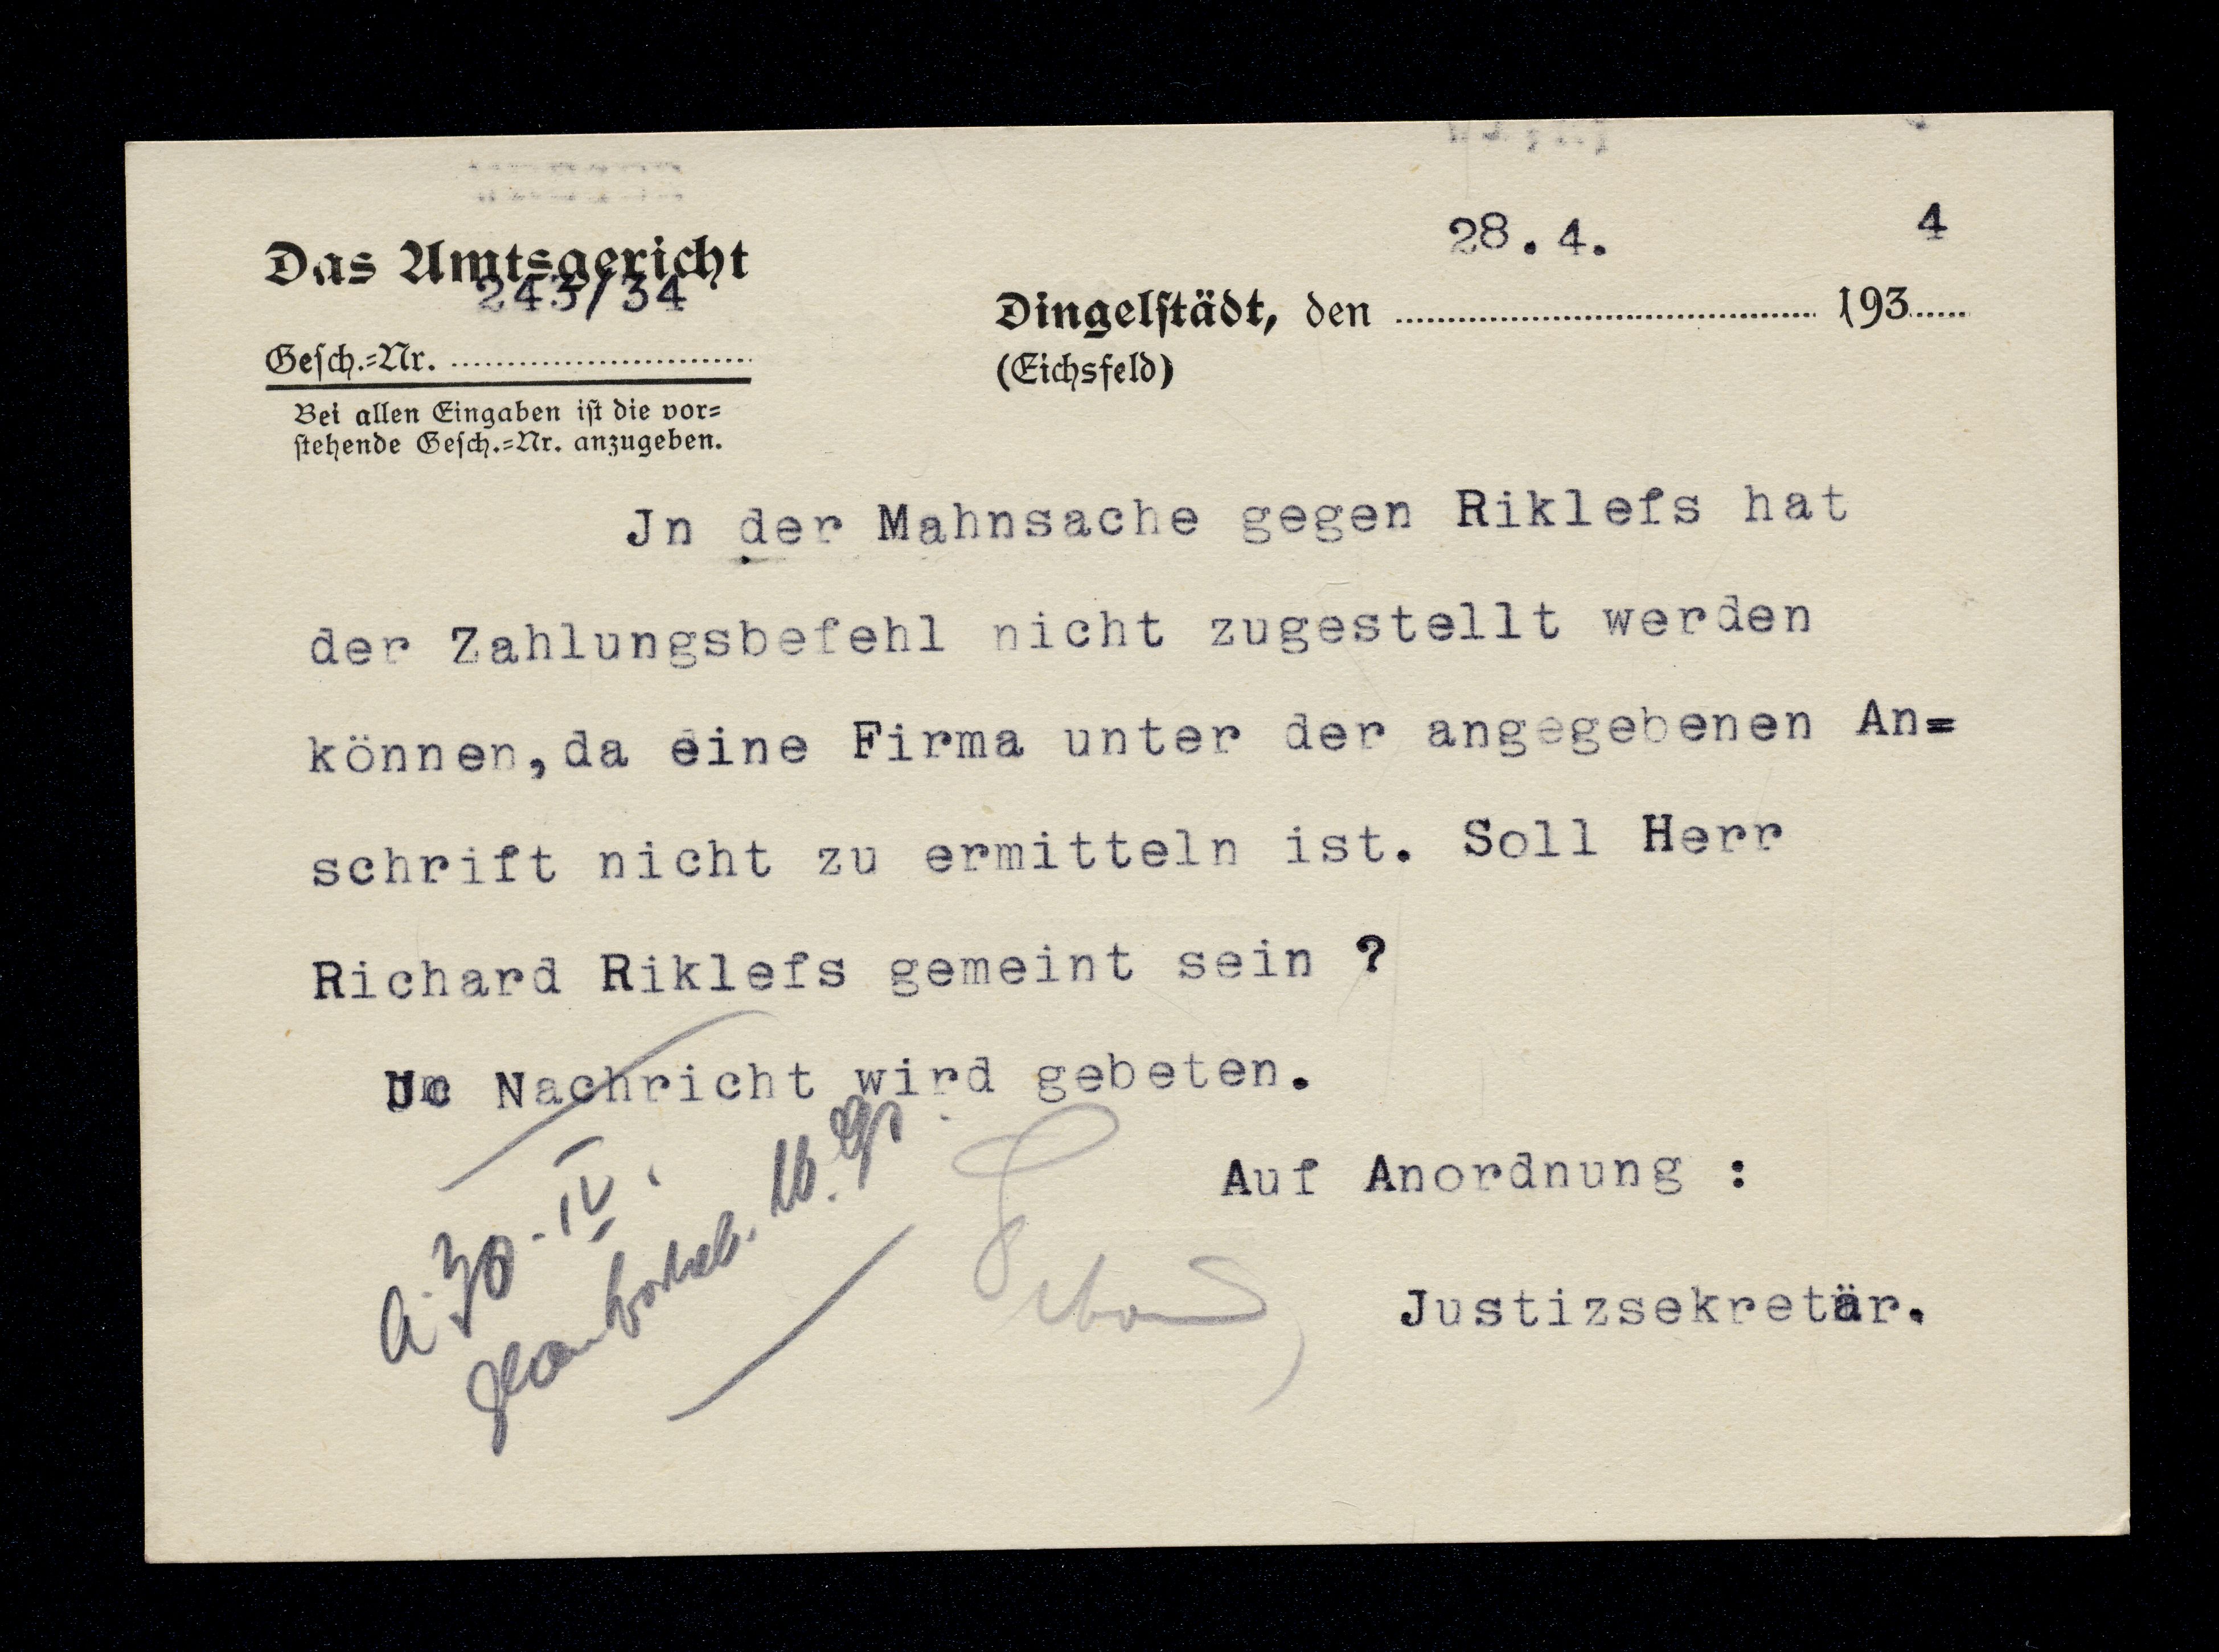 Das Amtsgericht
243/34
Gesch.=Nr.
Bei allen Eingaben ist die vor=
stehende Gesch.=Nr. anzugeben.
28.4. 4
Dingelstädt, den 193
(Eichsfeld)
Jn der Mahnsache gegen Riklefs hat
der Zahlungsbefehl nicht zugestellt werden
können,da eine Firma unter der angegebenen An=
schrift nicht zu ermitteln ist. Soll Herr
Richard Riklefs gemeint sein ?
Um Nachricht wird gebeten.
Auf Anordnung :
Justizsekretär.
30.IV.